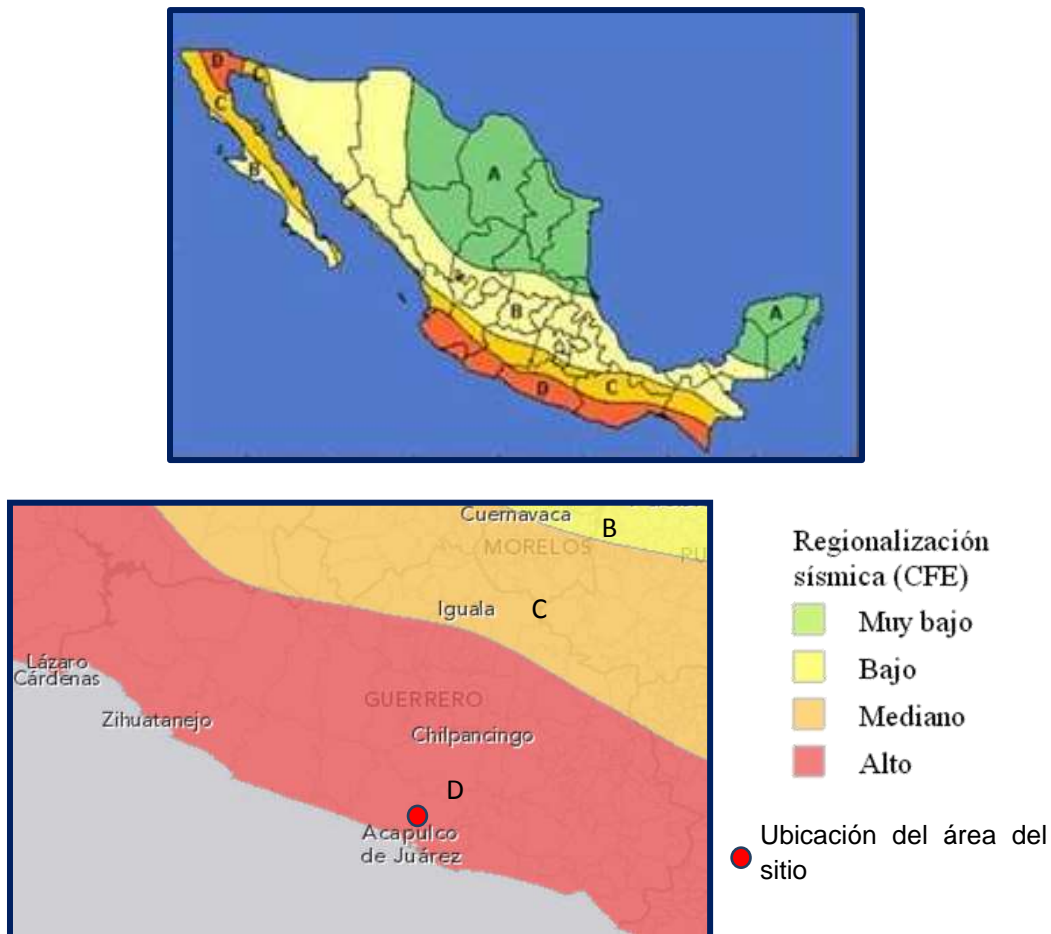 D
C
C
B
A
A
B
D
C
Cuernavaca
B
MORELOS
PU
Iguala
C
Lázaro
Cárdenas
GUERRERO
Zihuatanejo
Chilpancingo
D
Acapulco
de Juárez
Regionalización
sísmica (CFE)
Muy bajo
Bajo
Mediano
Alto
Ubicación del área del
sitio